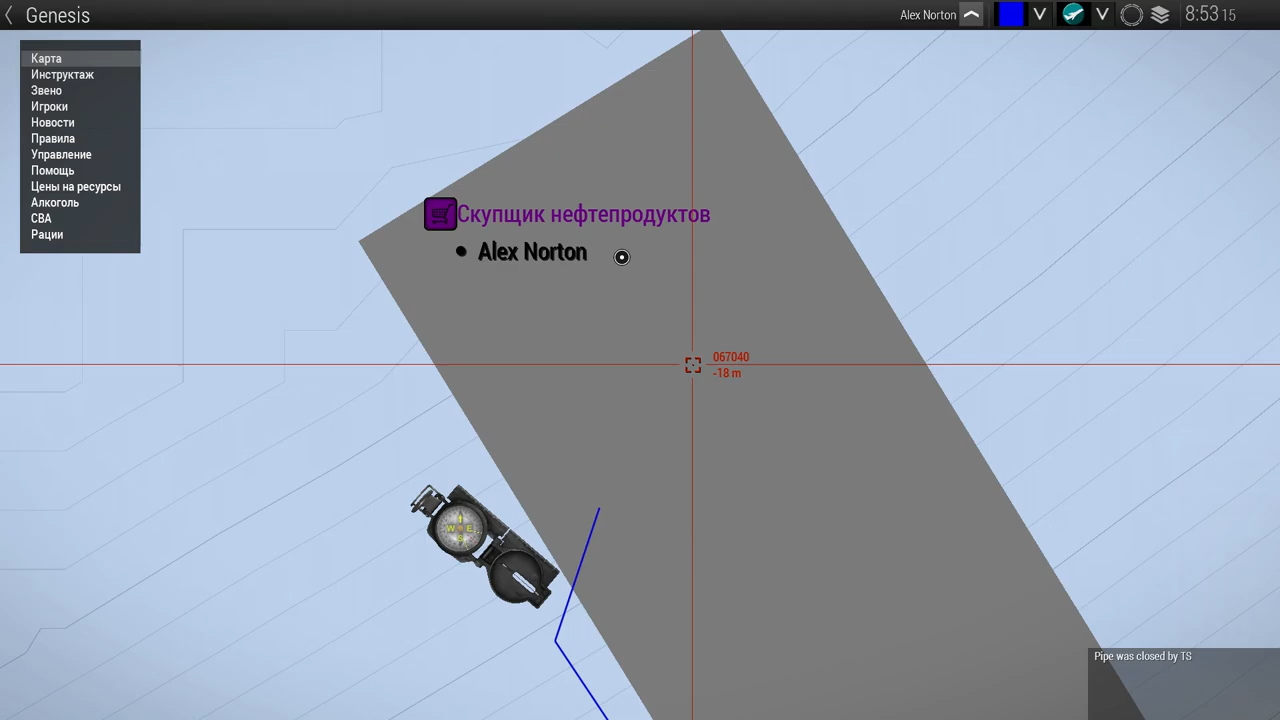 Genesis
Alex Norton
8:53 15
Карта
Инструктаж
Звено
Игроки
Новости
Правила
Управление
Помощь
Цены на ресурсы
Алкоголь
СВА
Рации
Скупщик нефтепродуктов
Alex Norton
067040
-18 m
W E
S
Pipe was closed by TS